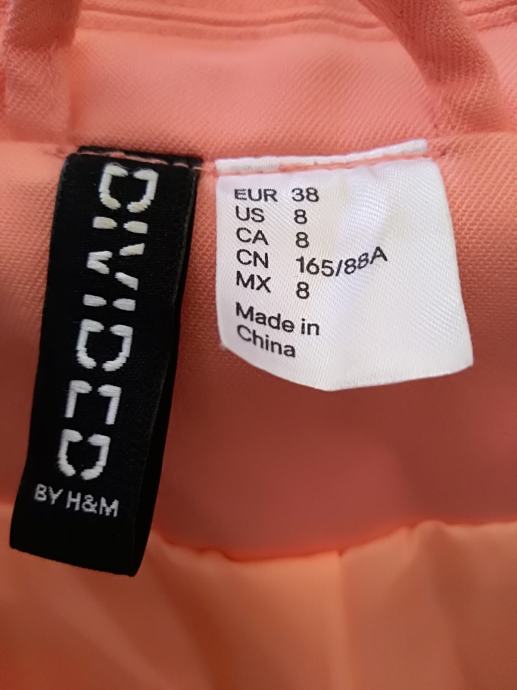 DIVIDED
BY H&M
EUR 38
US 8
CA 8
CN 165/88A
MX 8
Made in
China